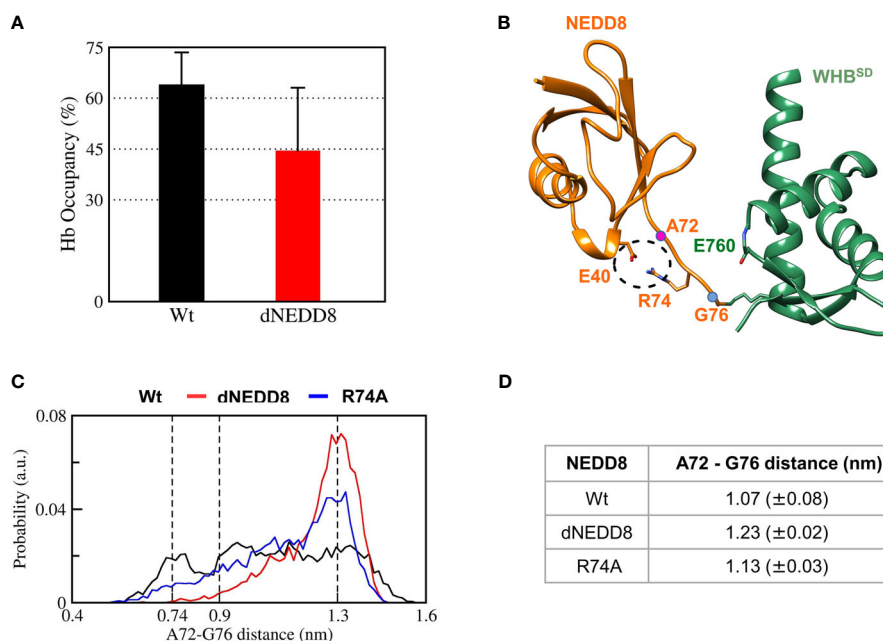 A
75
60
45
30
0
Hb Occupancy (%)
Wt
dNEDD8
B
NEDD8
WHBSD
A72
E760
E40
R74
G76
C
Wt dNEDD8 R74A
0.08
0.04
0
Probability (a.u.)
0.4 0.74 0.9 1.3 1.6
A72-G76 distance (nm)
D
NEDD8 A72 - G76 distance (nm)
Wt 1.07 (±0.08)
dNEDD8 1.23 (±0.02)
R74A 1.13 (±0.03)